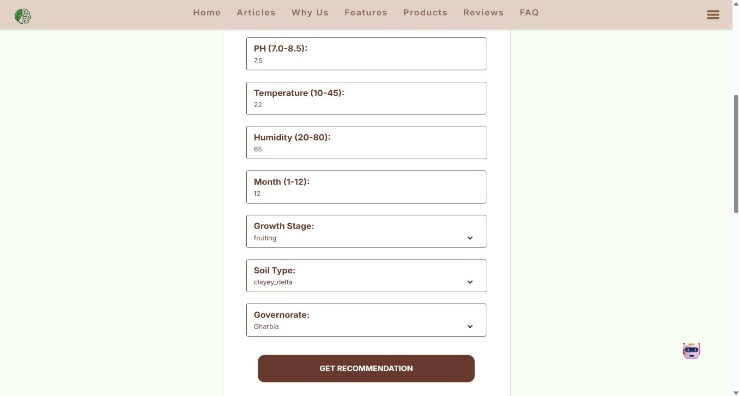 Home Articles Why Us Features Products Reviews FAQ
PH (7.0-8.5):
7.5
Temperature (10-45):
22
Humidity (20-80):
65
Month (1-12):
12
Growth Stage:
fruiting
Soil Type:
clayey_delta
Governorate:
Gharbia
GET RECOMMENDATION